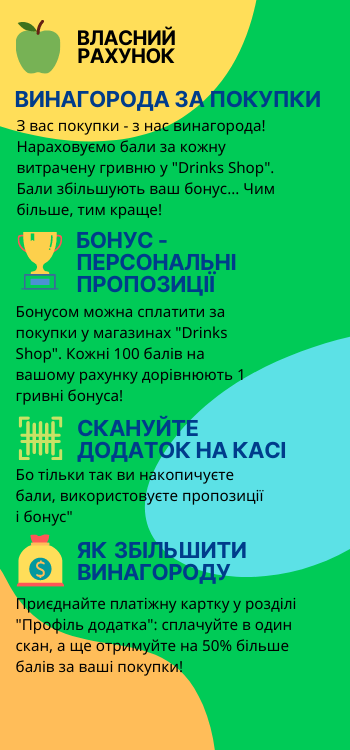 ВЛАСНИЙ
РАХУНОК
ВИНАГОРОДА ЗА ПОКУПКИ
З вас покупки - з нас винагорода!
Нараховуємо бали за кожну
витрачену гривню у "Drinks Shop".
Бали збільшують ваш бонус... Чим
більше, тим краще!
БОНУС -
ПЕРСОНАЛЬНІ
ПРОПОЗИЦІЇ
Бонусом можна сплатити за
покупки у магазинах "Drinks
Shop". Кожні 100 балів на
вашому рахунку дорівнюють 1
гривні бонуса!
СКАНУЙТЕ
ДОДАТОК НА КАСІ
Бо тільки так ви накопичуєте
бали, використовуєте пропозиції
і бонус"
ЯК ЗБІЛЬШИТИ
ВИНАГОРОДУ
Приєднайте платіжну картку у розділі
"Профіль додатка": сплачуйте в один
скан, а ще отримуйте на 50% більше
балів за ваші покупки!